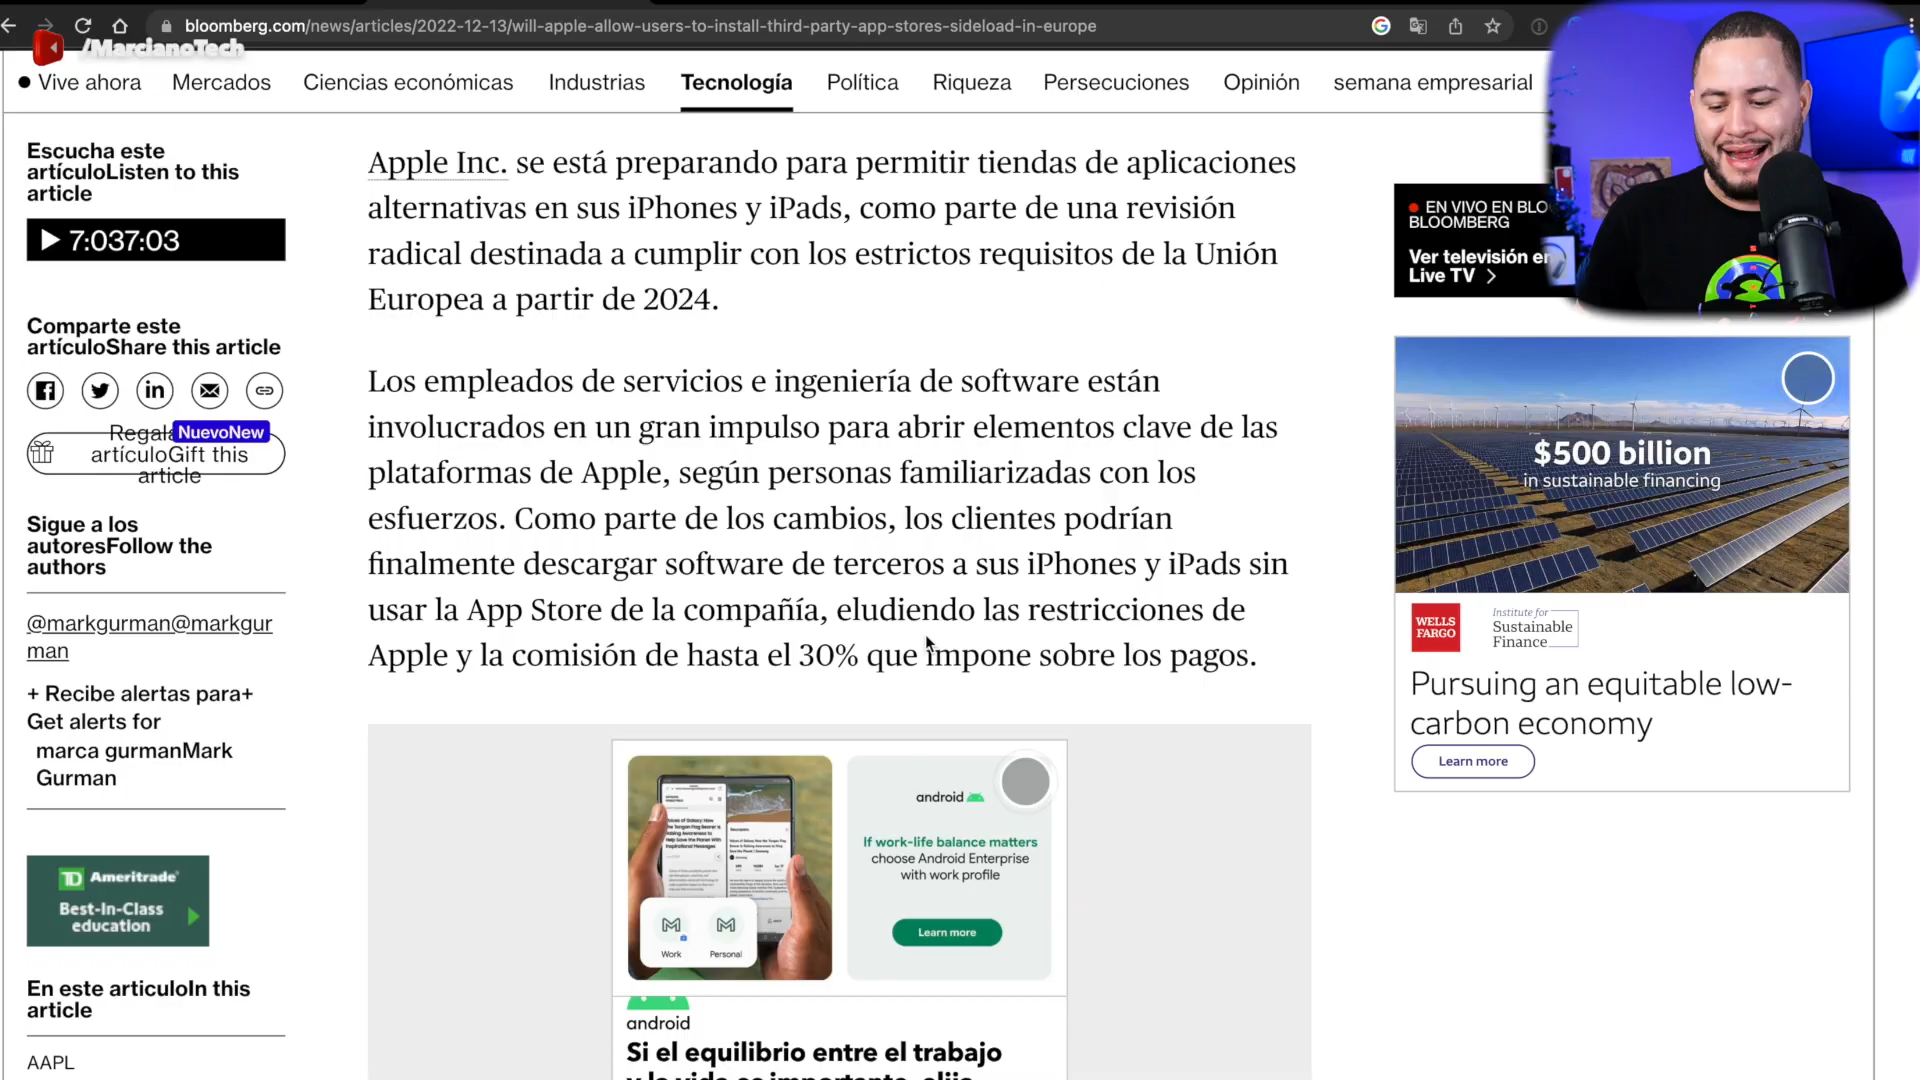 bloomberg.com/news/articles/2022-12-13/will-apple-allow-users-to-install-third-party-app-stores-sideload-in-europe
/MarcianoTech
Vive ahora
Mercados
Ciencias económicas
Industrias
Tecnología
Política
Riqueza
Persecuciones
Opinión
semana empresarial
Escucha este
artículoListen to this
article
7:037:03
Comparte este
artículoShare this article
NuevoNew
Regala
artículoGift this
article
Sigue a los
autoresFollow the
authors
@markgurman@markgur
man
+ Recibe alertas para+
Get alerts for
marca gurmanMark
Gurman
TD Ameritrade
Best-In-Class
education
En este articuloIn this
article
AAPL
Apple Inc. se está preparando para permitir tiendas de aplicaciones
alternativas en sus iPhones y iPads, como parte de una revisión
radical destinada a cumplir con los estrictos requisitos de la Unión
Europea a partir de 2024.
Los empleados de servicios e ingeniería de software están
involucrados en un gran impulso para abrir elementos clave de las
plataformas de Apple, según personas familiarizadas con los
esfuerzos. Como parte de los cambios, los clientes podrían
finalmente descargar software de terceros a sus iPhones y iPads sin
usar la App Store de la compañía, eludiendo las restricciones de
Apple y la comisión de hasta el 30% que impone sobre los pagos.
Work
Personal
android
If work-life balance matters
choose Android Enterprise
with work profile
Learn more
android
Si el equilibrio entre el trabajo
y la vida es importante, elija
EN VIVO EN BLO
BLOOMBERG
Ver televisión en
Live TV
$500 billion
in sustainable financing
WELLS
FARGO
Institute for
Sustainable
Finance
Pursuing an equitable low-
carbon economy
Learn more